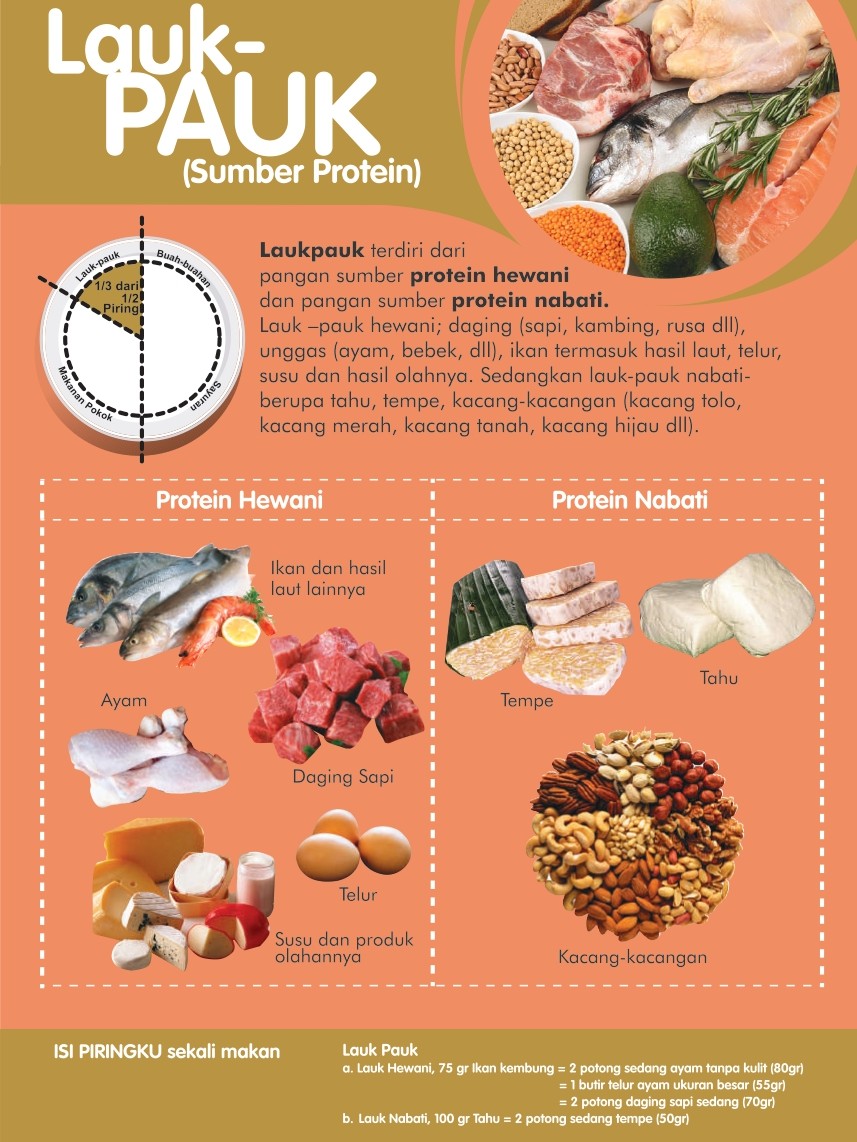 Lauk-
PAUK
(Sumber Protein)
Lauk-pauk
Buah-buahan
1/3 dari
1/2
Piring
Makanan Pokok
Sayuran
Laukpauk terdiri dari
pangan sumber protein hewani
dan pangan sumber protein nabati.
Lauk –pauk hewani; daging (sapi, kambing, rusa dll),
unggas (ayam, bebek, dll), ikan termasuk hasil laut, telur,
susu dan hasil olahnya. Sedangkan lauk-pauk nabati-
berupa tahu, tempe, kacang-kacangan (kacang tolo,
kacang merah, kacang tanah, kacang hijau dll).
Protein Hewani
Protein Nabati
Ikan dan hasil
laut lainnya
Ayam
Daging Sapi
Telur
Susu dan produk
olahannya
Tempe
Tahu
Kacang-kacangan
ISI PIRINGKU sekali makan
Lauk Pauk
a. Lauk Hewani, 75 gr Ikan kembung = 2 potong sedang ayam tanpa kulit (80gr)
= 1 butir telur ayam ukuran besar (55gr)
= 2 potong daging sapi sedang (70gr)
b. Lauk Nabati, 100 gr Tahu = 2 potong sedang tempe (50gr)